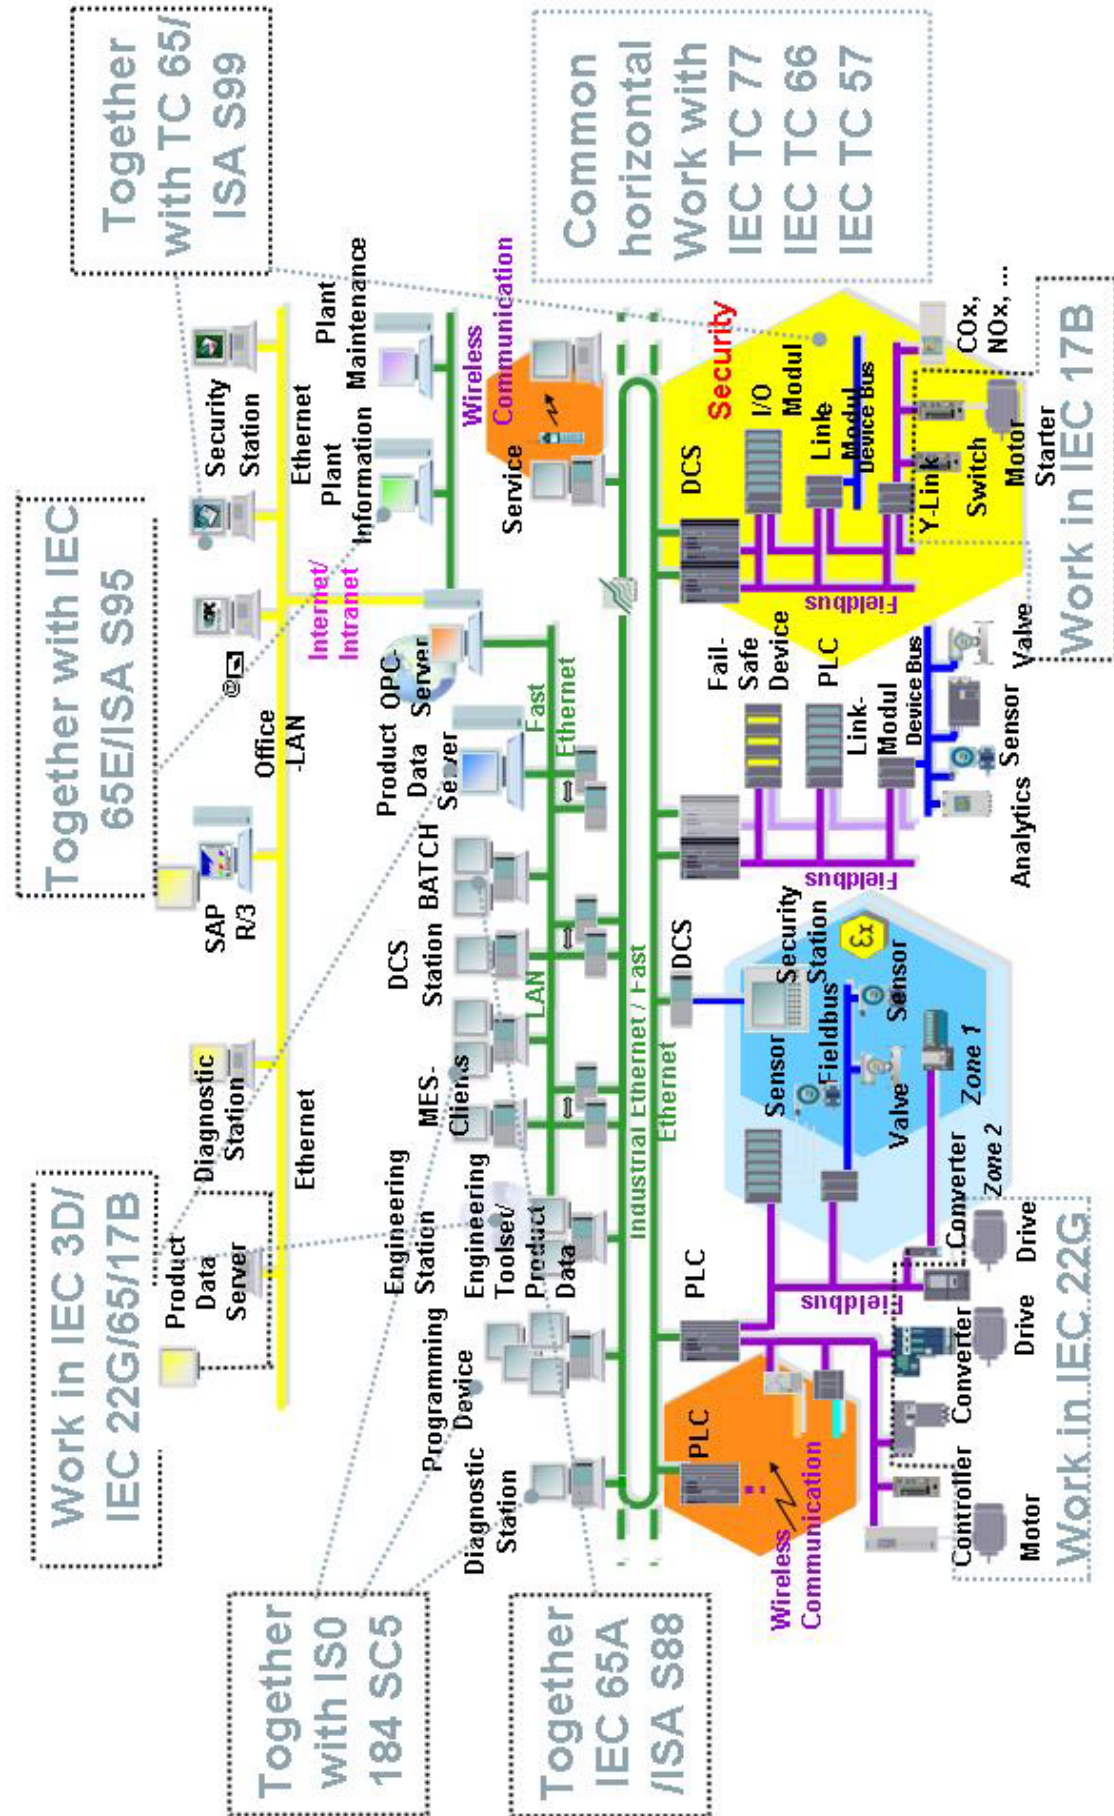 Work in IEC 3D/
IEC 22G/65/17B
Together with IEC
65E/ISA S95
Together
with TC 65/
ISA S99
Product
Data
Server
Diagnostic
Station
SAP
R/3
Security
Station
Ethernet
Office
-LAN
Ethernet
Internet/
Intranet
Plant
Information
Plant
Maintenance
Together
with IS0
184 SC5
Programming
Device
Diagnostic
Station
Engineering
Station
Engineering
Toolset/
Product
Data
MES-
Clients
DCS
Station
BATCH
Product
Data
Server
OPC-
Server
LAN
Fast
Ethernet
Wireless
Communication
Service
Common
horizontal
Work with
IEC TC 77
IEC TC 66
IEC TC 57
Together
IEC 65A
/ISA S88
Industrial Ethernet / Fast
Ethernet
PLC
PLC
DCS
DCS
Security
Wireless
Communication
Fieldbus
Sensor
Security
Station
Fieldbus
Valve
Sensor
Ex
Zone 1
Zone 2
Fail-
Safe
Device
PLC
Link-
Modul
Device Bus
Fieldbus
Analytics
Sensor
Valve
I/O
Modul
Link-
Modul
Device Bus
Fieldbus
Y-Link
Switch
Motor
Starter
COx,
NOx, ...
Controller
Motor
Converter
Drive
Converter
Drive
Work in IEC 22G
Work in IEC 17B